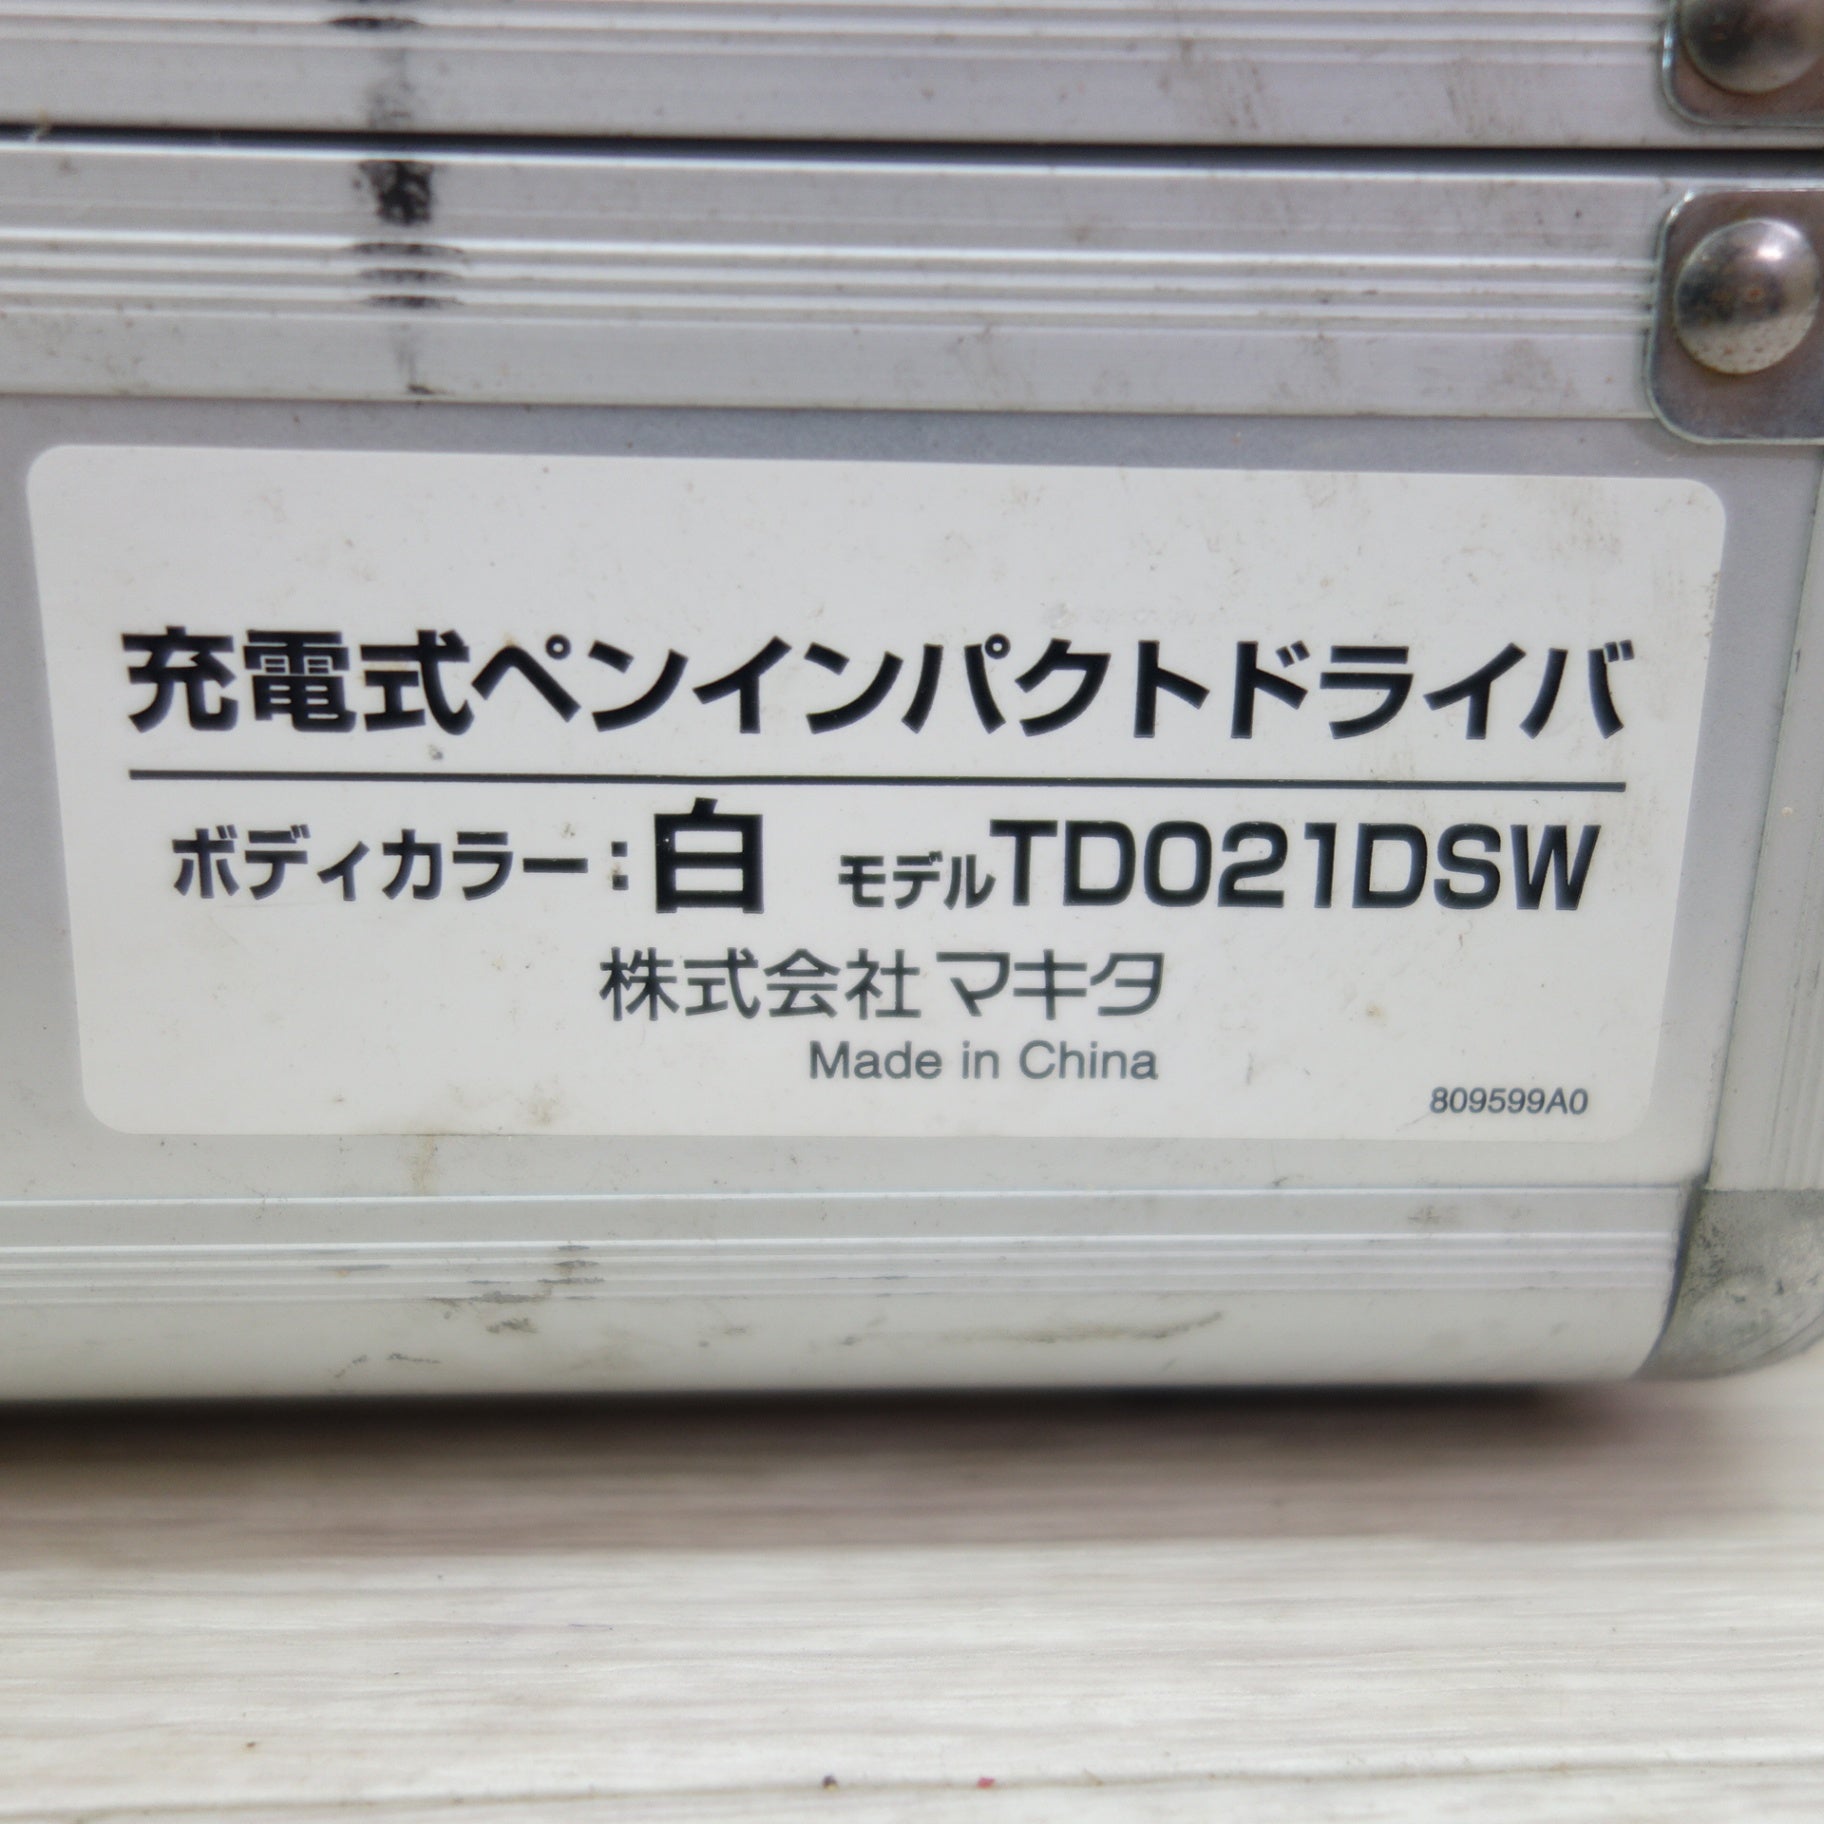 充電式ペンインパクトドライバ
ボディカラー：白 モデルTD021DSW
株式会社マキタ
Made in China
809599A0